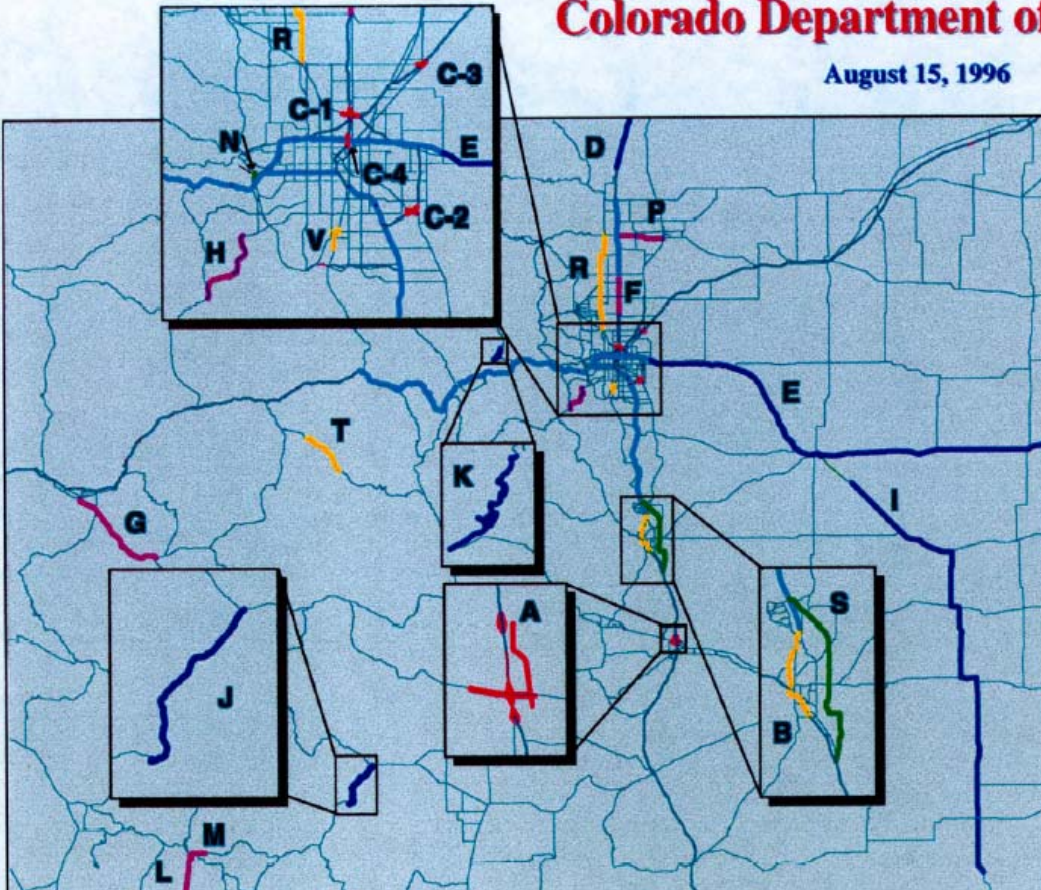 Colorado Department of
August 15, 1996
R
C-3
C-1
N
E
C-4
C-2
H
V
D
P
R
F
E
T
K
I
G
A
S
J
B
M
L